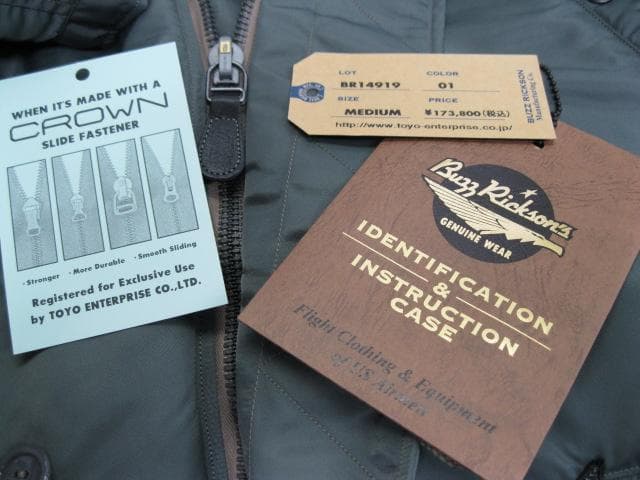 WHEN IT'S MADE WITH A
CROWN
SLIDE FASTENER
· Stronger · More Durable · Smooth Sliding
Registered for Exclusive Use
by TOYO ENTERPRISE CO.,LTD.
LOT COLOR
BR14919 01
SIZE PRICE
MEDIUM ¥173,800(税込)
http://www.toyo-enterprise.co.jp/
BUZZ RICKSON
Manufacturing Co.
Buzz Rickson's
GENUINE WEAR
IDENTIFICATION
&
INSTRUCTION
CASE
Flight Clothing & Equipment
of US Airmen